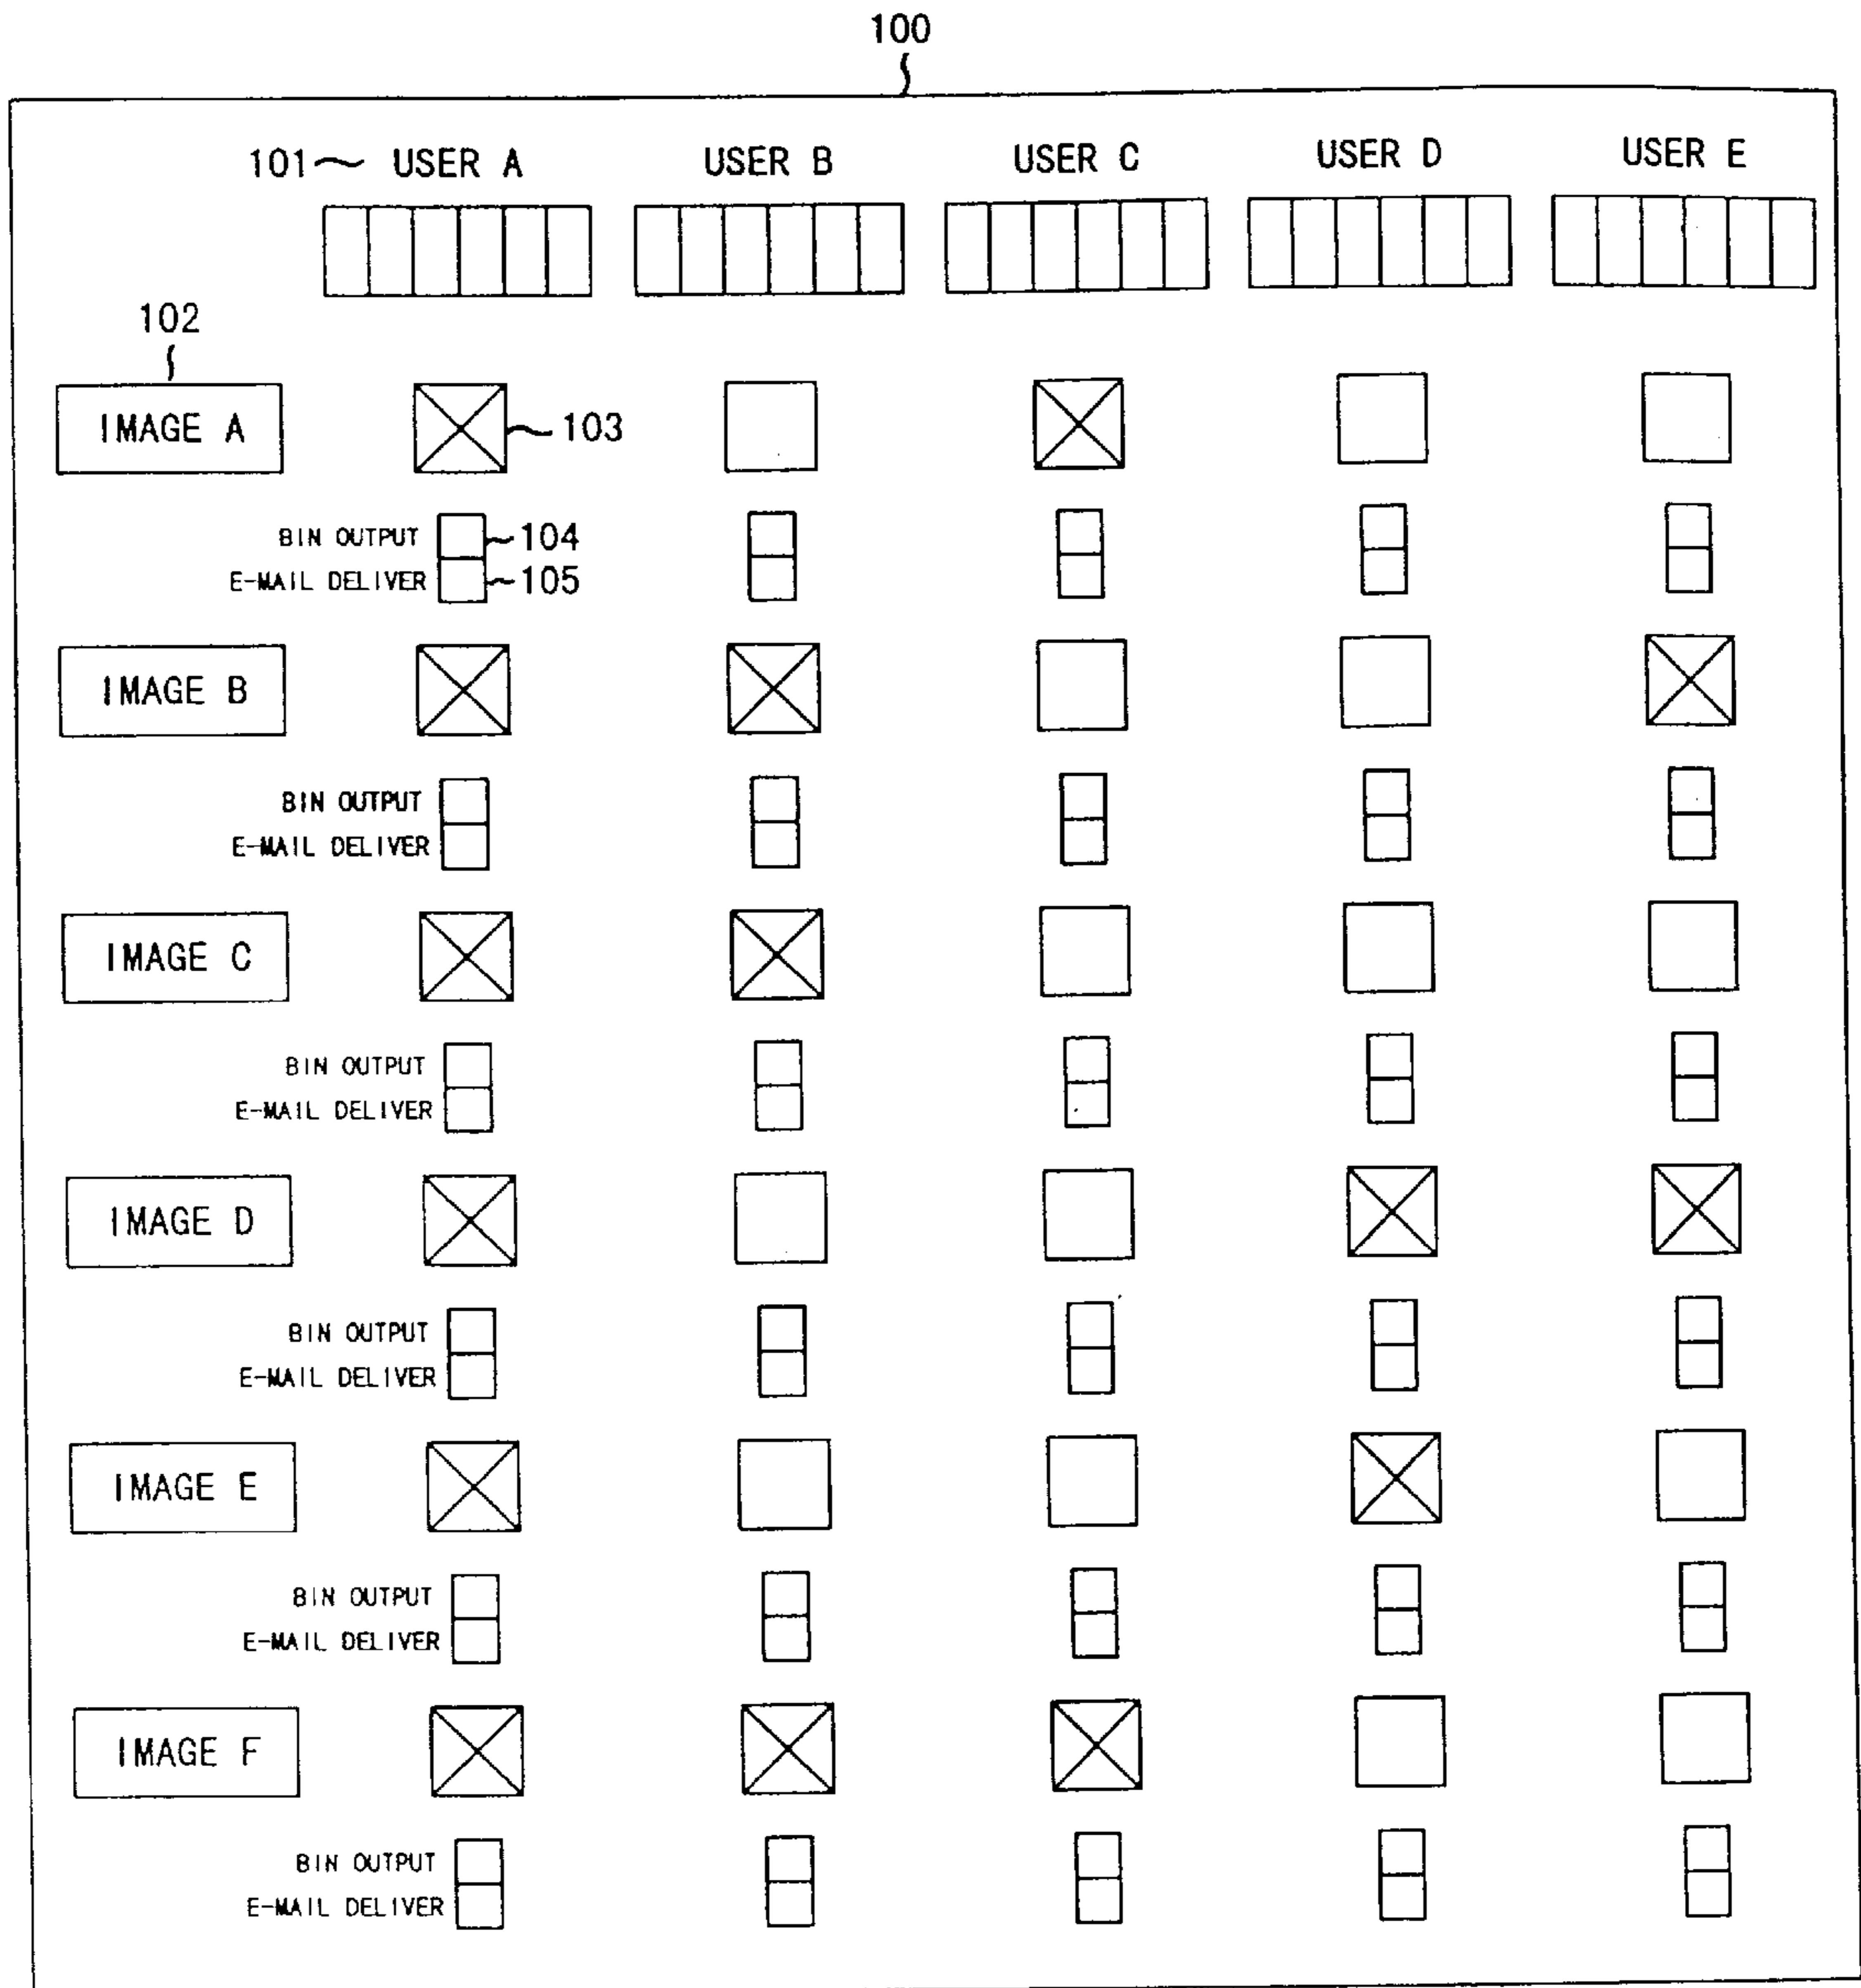 100
101 USER A USER B USER C USER D USER E
102
IMAGE A 103
BIN OUTPUT 104
E-MAIL DELIVER 105
IMAGE B
BIN OUTPUT
E-MAIL DELIVER
IMAGE C
BIN OUTPUT
E-MAIL DELIVER
IMAGE D
BIN OUTPUT
E-MAIL DELIVER
IMAGE E
BIN OUTPUT
E-MAIL DELIVER
IMAGE F
BIN OUTPUT
E-MAIL DELIVER